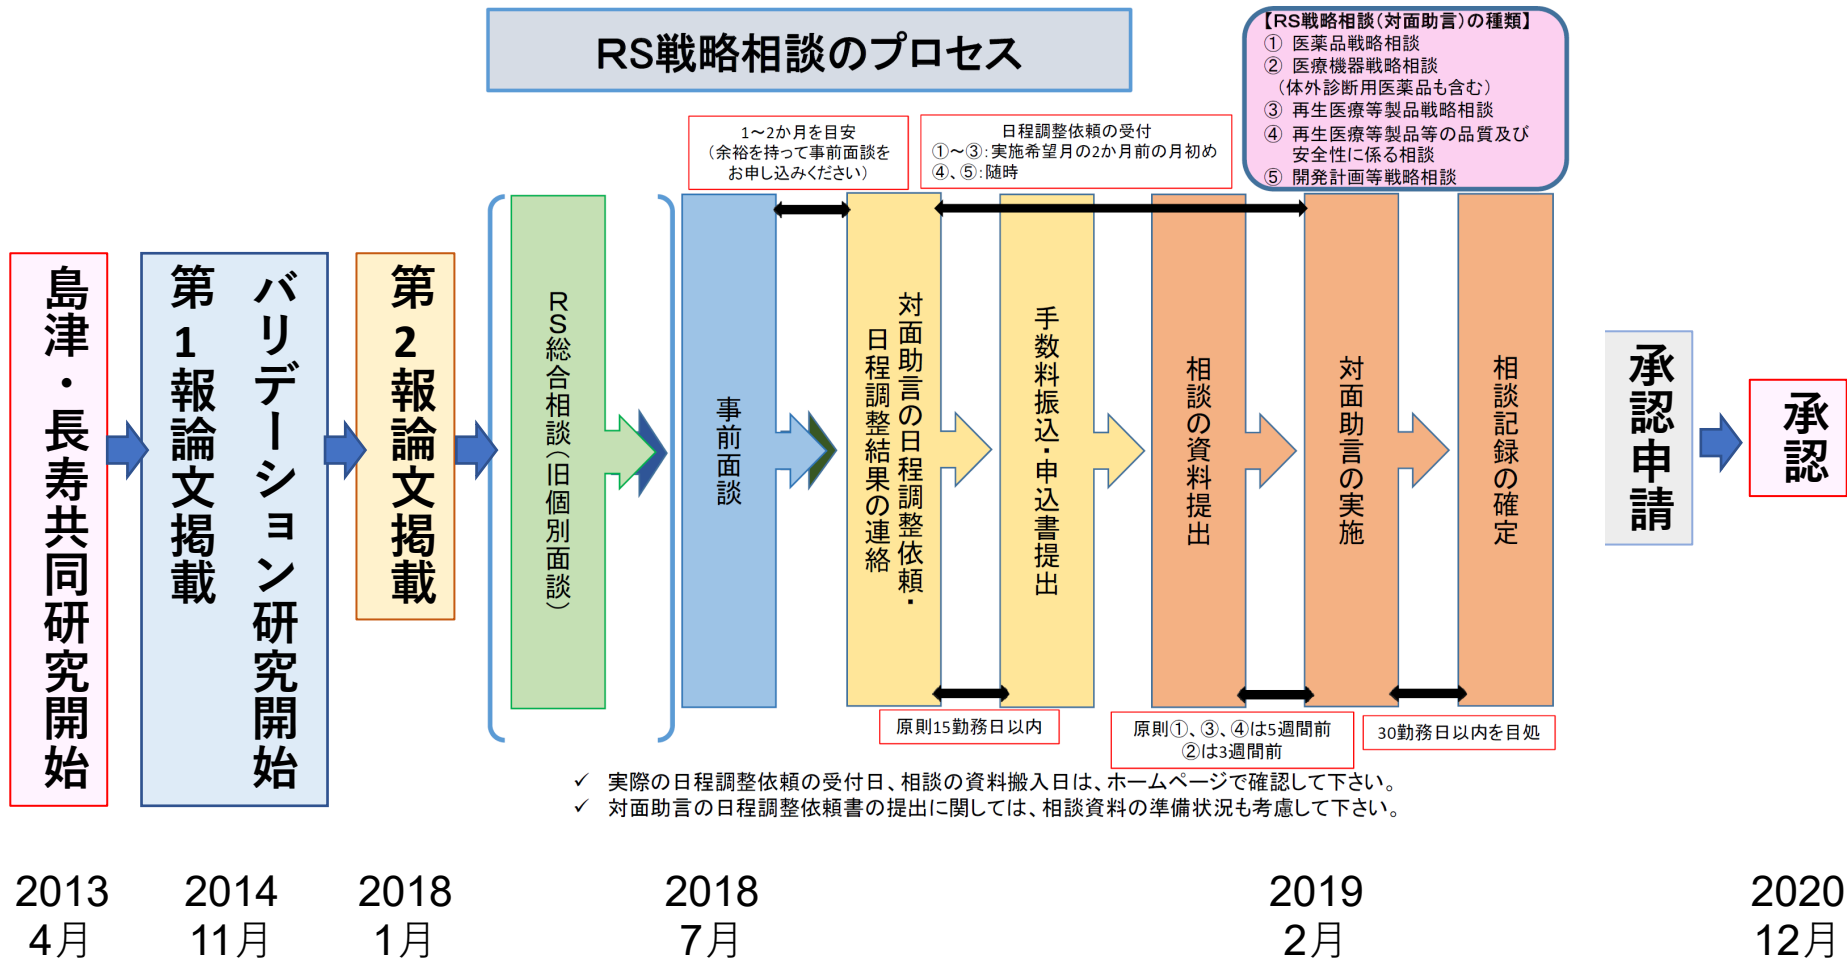 RS戦略相談のプロセス
【RS戦略相談(対面助言)の種類】
① 医薬品戦略相談
② 医療機器戦略相談
(体外診断用医薬品も含む)
③ 再生医療等製品戦略相談
④ 再生医療等製品等の品質及び
安全性に係る相談
⑤ 開発計画等戦略相談
1～2か月を目安
(余裕を持って事前面談を
お申し込みください)
日程調整依頼の受付
①～③:実施希望月の2か月前の月初め
④、⑤:随時
島津・長寿共同研究開始
バリデーション研究開始
第1報論文掲載
第2報論文掲載
RS総合相談(旧個別面談)
事前面談
対面助言の日程調整依頼・
日程調整結果の連絡
手数料振込・申込書提出
相談の資料提出
対面助言の実施
相談記録の確定
承認申請
承認
原則15勤務日以内
原則①、③、④は5週間前
②は3週間前
30勤務日以内を目処
✓ 実際の日程調整依頼の受付日、相談の資料搬入日は、ホームページで確認して下さい。
✓ 対面助言の日程調整依頼書の提出に関しては、相談資料の準備状況も考慮して下さい。
2013
4月
2014
11月
2018
1月
2018
7月
2019
2月
2020
12月